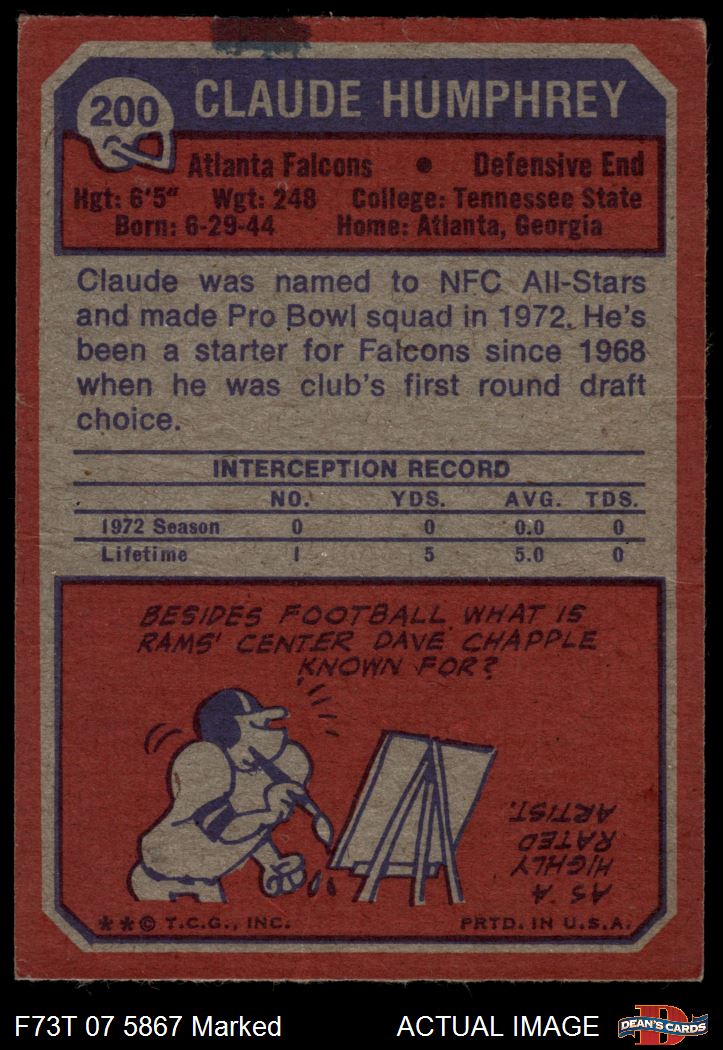 200
CLAUDE HUMPHREY
Atlanta Falcons • Defensive End
Hgt: 6'5" Wgt: 248 College: Tennessee State
Born: 6-29-44 Home: Atlanta, Georgia
Claude was named to NFC All-Stars
and made Pro Bowl squad in 1972. He's
been a starter for Falcons since 1968
when he was club's first round draft
choice.
INTERCEPTION RECORD
NO. YDS. AVG. TDS.
1972 Season 0 0 0.0 0
Lifetime 1 5 5.0 0
BESIDES FOOTBALL WHAT IS
RAMS' CENTER DAVE CHAPPLE
KNOWN FOR?
AS A
HIGHLY
RATED
ARTIST.
**© T.C.G., INC. PRTD. IN U.S.A.
F73T 07 5867 Marked ACTUAL IMAGE
D
DEAN'S CARDS